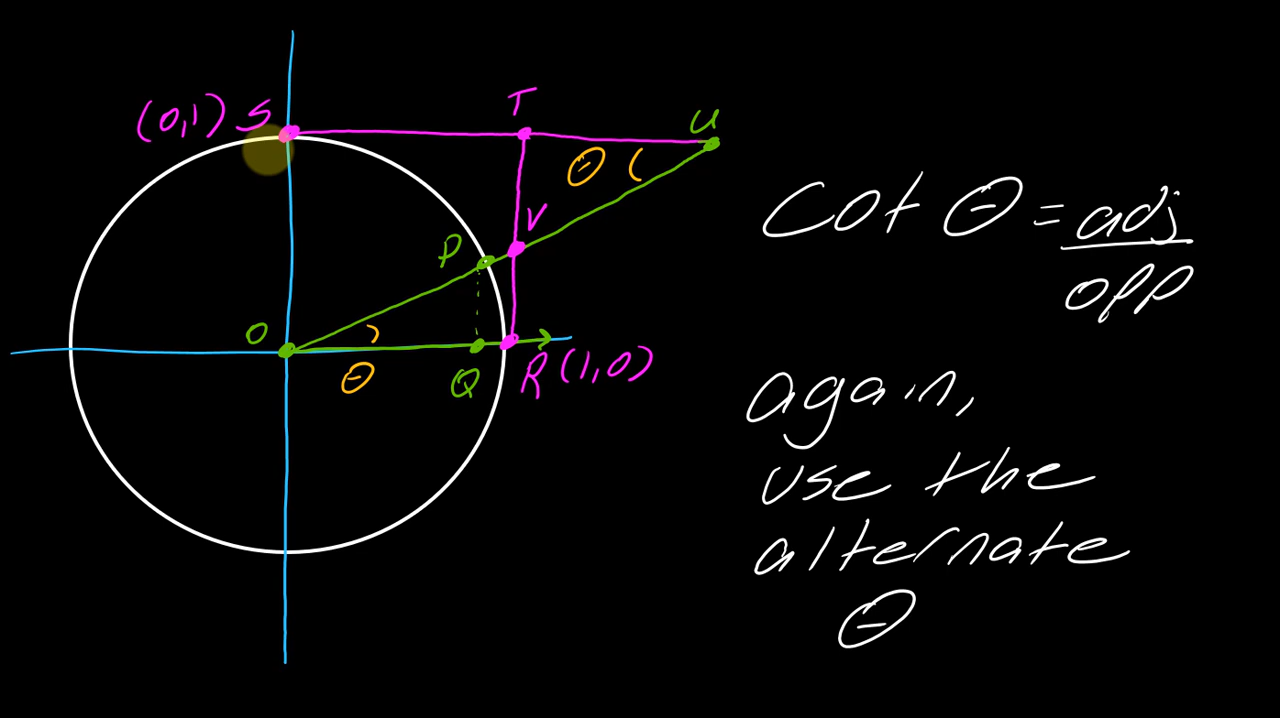 (0,1) S
T
U
θ
V
P
O
θ
Q
R(1,0)
cot θ = adj
opp
again,
use the
alternate
θ